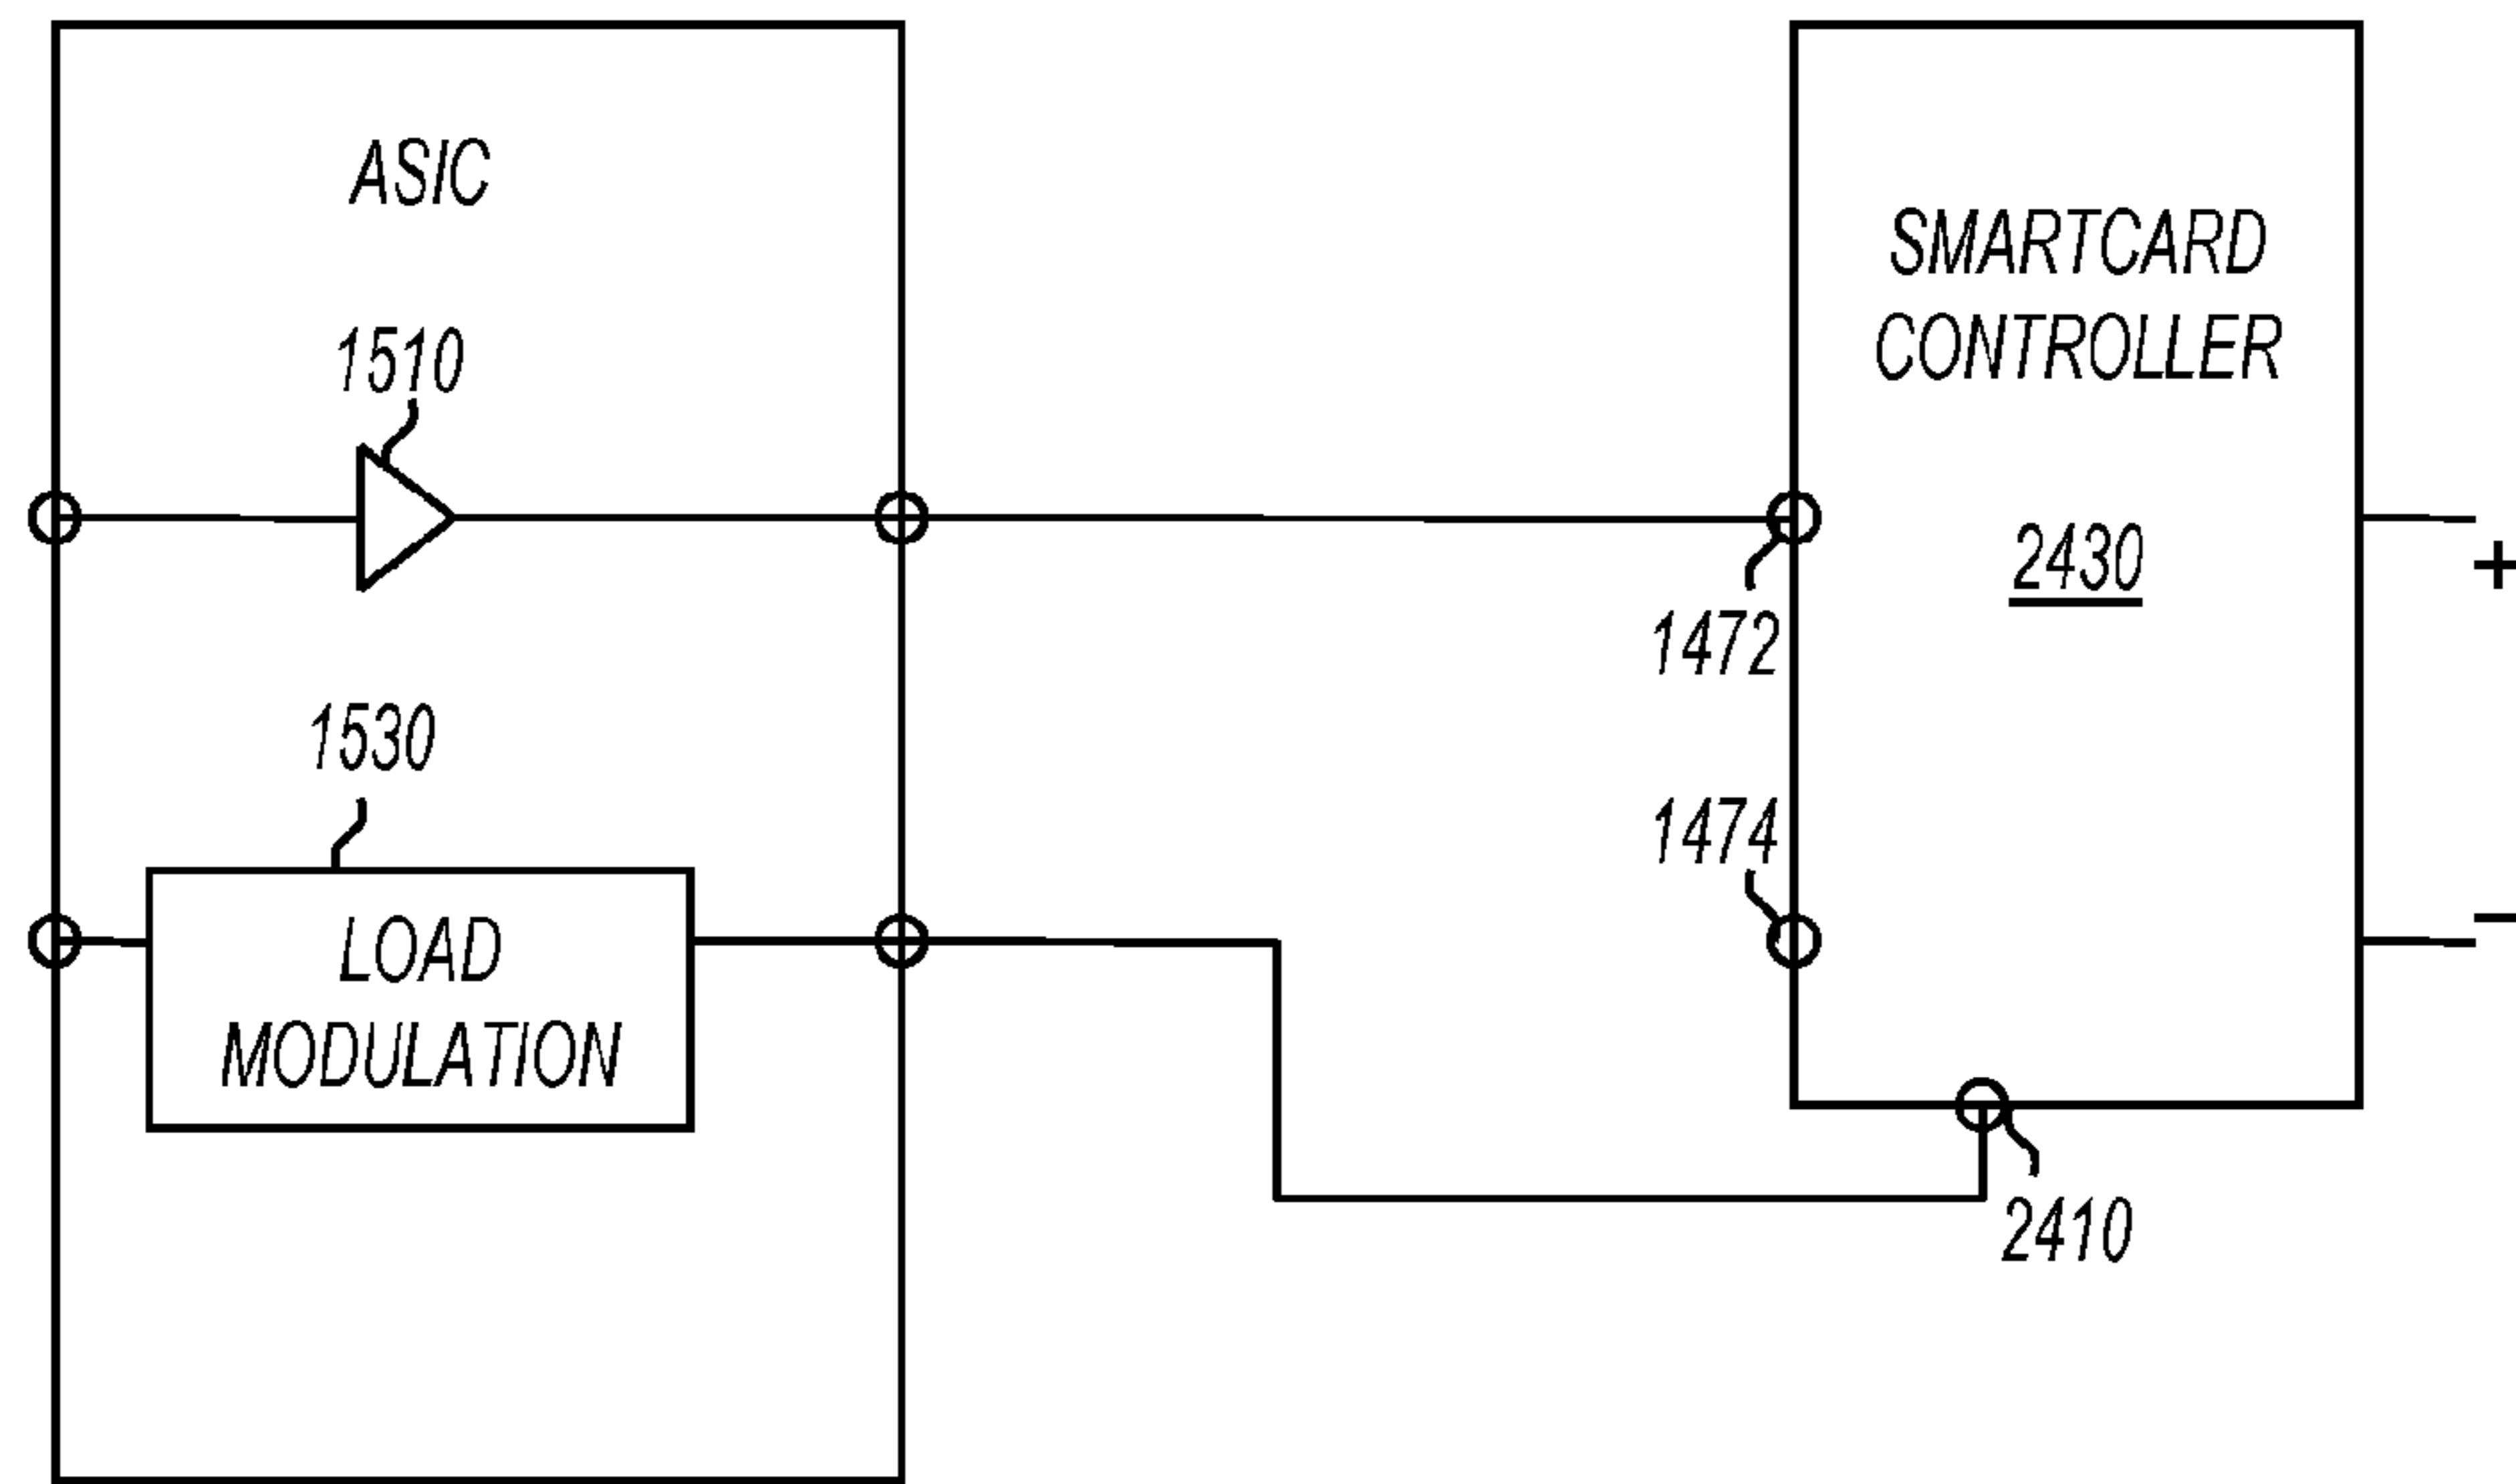 ASIC
1510
1530
LOAD
MODULATION
SMARTCARD
CONTROLLER
2430
1472
1474
2410
+
−